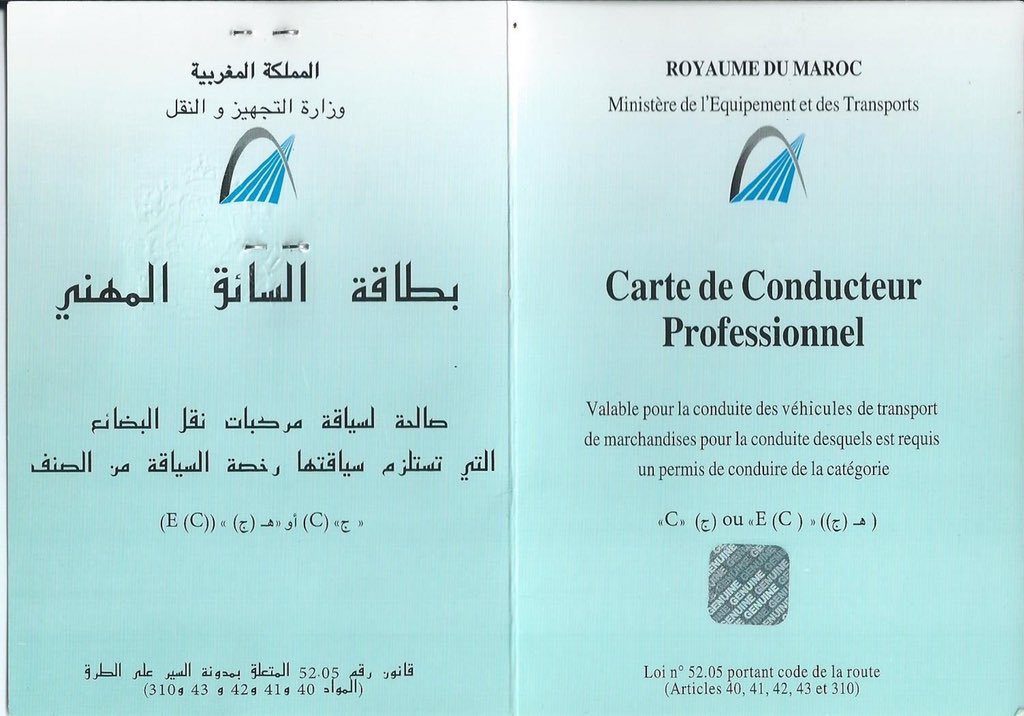 المملكة المغربية
وزارة التجهيز و النقل
بطاقة السائق المهني
صالحة لسياقة مركبات نقل البضائع
التي تستلزم سياقتها رخصة السياقة من الصنف
« ج» (C) أو «هـ (ج) » (E (C))
قانون رقم 52.05 المتعلق بمدونة السير على الطرق
(المواد 40 و41 و42 و 43 و310)
ROYAUME DU MAROC
Ministère de l'Equipement et des Transports
Carte de Conducteur
Professionnel
Valable pour la conduite des véhicules de transport
de marchandises pour la conduite desquels est requis
un permis de conduire de la catégorie
«C» (ج) ou «E (C ) » (هـ (ج))
GENUINE
Loi n° 52.05 portant code de la route
(Articles 40, 41, 42, 43 et 310)